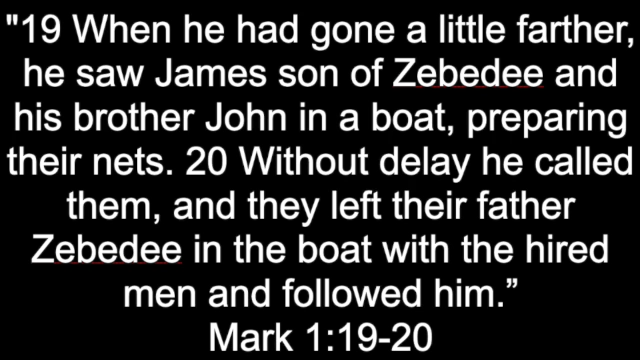 "19 When he had gone a little farther,
he saw James son of Zebedee and
his brother John in a boat, preparing
their nets. 20 Without delay he called
them, and they left their father
Zebedee in the boat with the hired
men and followed him.”
Mark 1:19-20